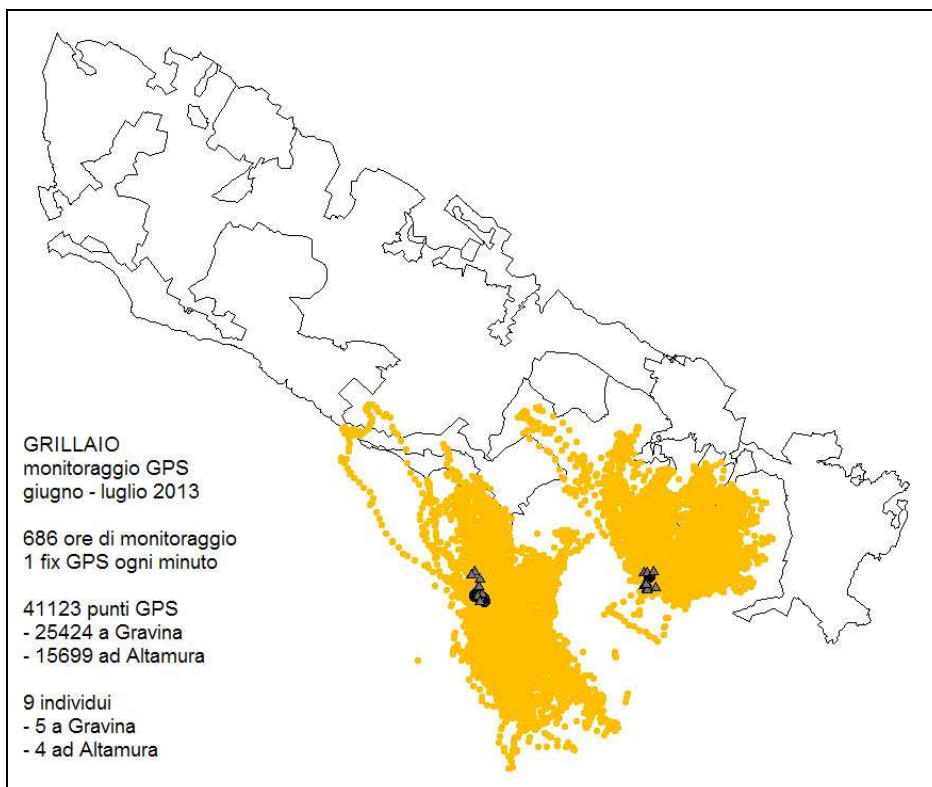 GRILLAIO
monitoraggio GPS
giugno - luglio 2013
686 ore di monitoraggio
1 fix GPS ogni minuto
41123 punti GPS
- 25424 a Gravina
- 15699 ad Altamura
9 individui
- 5 a Gravina
- 4 ad Altamura